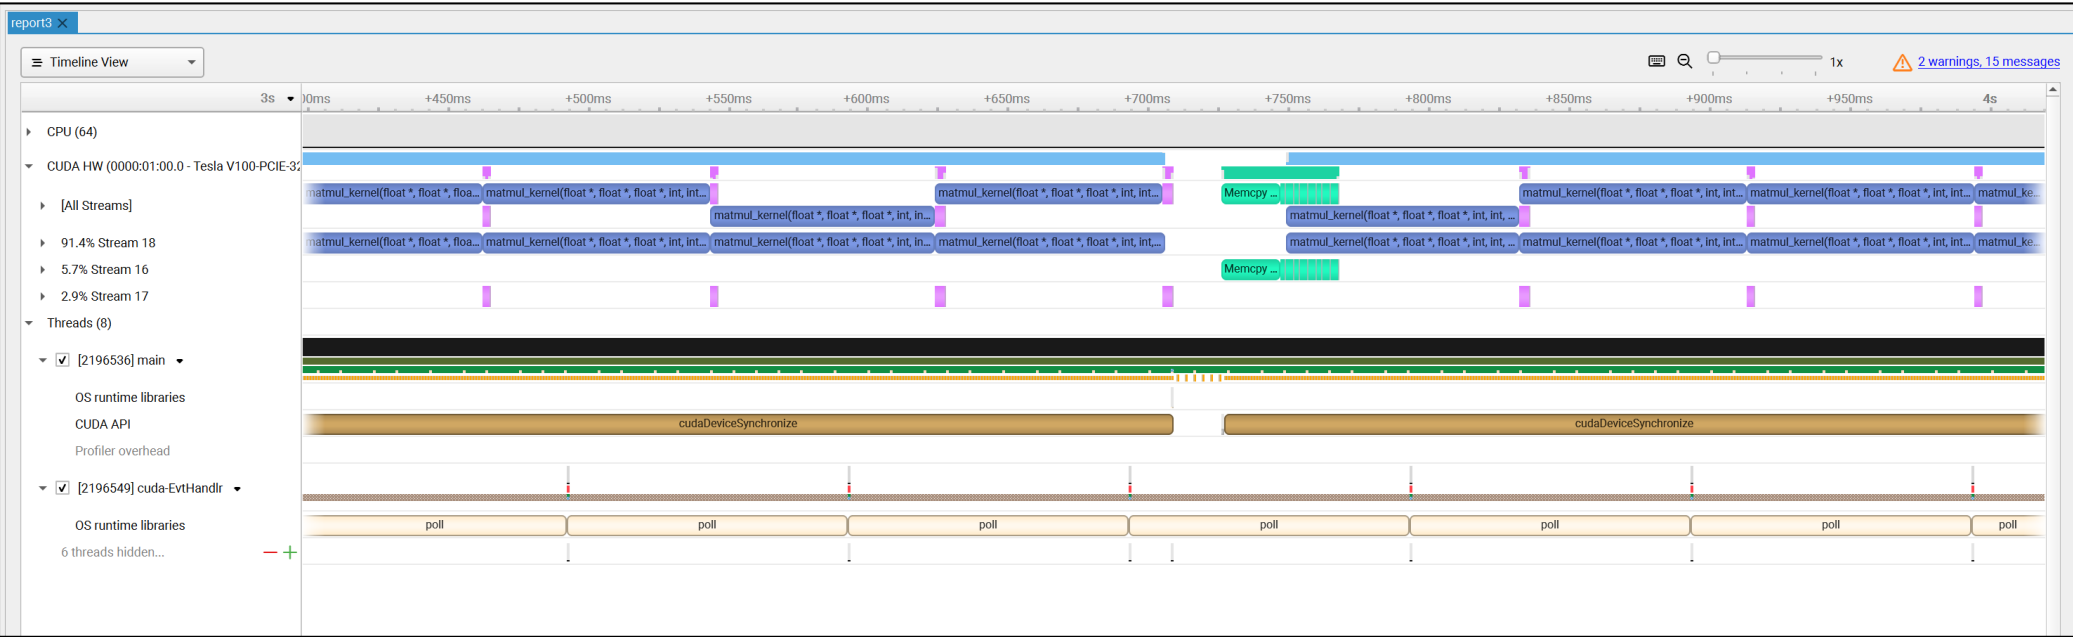 report3
Timeline View
1x
2 warnings, 15 messages
3s 00ms +450ms +500ms +550ms +600ms +650ms +700ms +750ms +800ms +850ms +900ms +950ms 4s
CPU (64)
CUDA HW (0000:01:00.0 - Tesla V100-PCIE-32
matmul_kernel(float *, float *, floa... matmul_kernel(float *, float *, float *, int, int... matmul_kernel(float *, float *, float *, int, int... Memcpy ... matmul_kernel(float *, float *, float *, int, int... matmul_kernel(float *, float *, float *, int, int... matmul_ke...
[All Streams]
matmul_kernel(float *, float *, float *, int, in... matmul_kernel(float *, float *, float *, int, int, ...
91.4% Stream 18 matmul_kernel(float *, float *, floa... matmul_kernel(float *, float *, float *, int, int... matmul_kernel(float *, float *, float *, int, in... matmul_kernel(float *, float *, float *, int, int,... matmul_kernel(float *, float *, float *, int, int, ... matmul_kernel(float *, float *, float *, int, int... matmul_kernel(float *, float *, float *, int, int... matmul_ke...
5.7% Stream 16 Memcpy ...
2.9% Stream 17
Threads (8)
[2196536] main
OS runtime libraries
CUDA API cudaDeviceSynchronize cudaDeviceSynchronize
Profiler overhead
[2196549] cuda-EvtHandlr
OS runtime libraries poll poll poll poll poll poll poll
6 threads hidden...